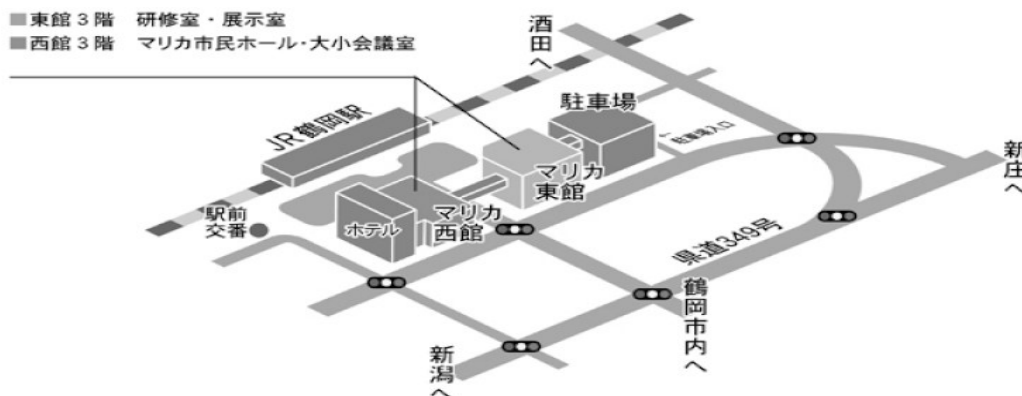 東館3階 研修室・展示室
西館3階 マリカ市民ホール・大小会議室
酒田へ
駐車場
JR鶴岡駅
駐車場入口
新庄へ
マリカ
東館
駅前
交番
ホテル
マリカ
西館
県道349号
鶴岡市内へ
新潟へ